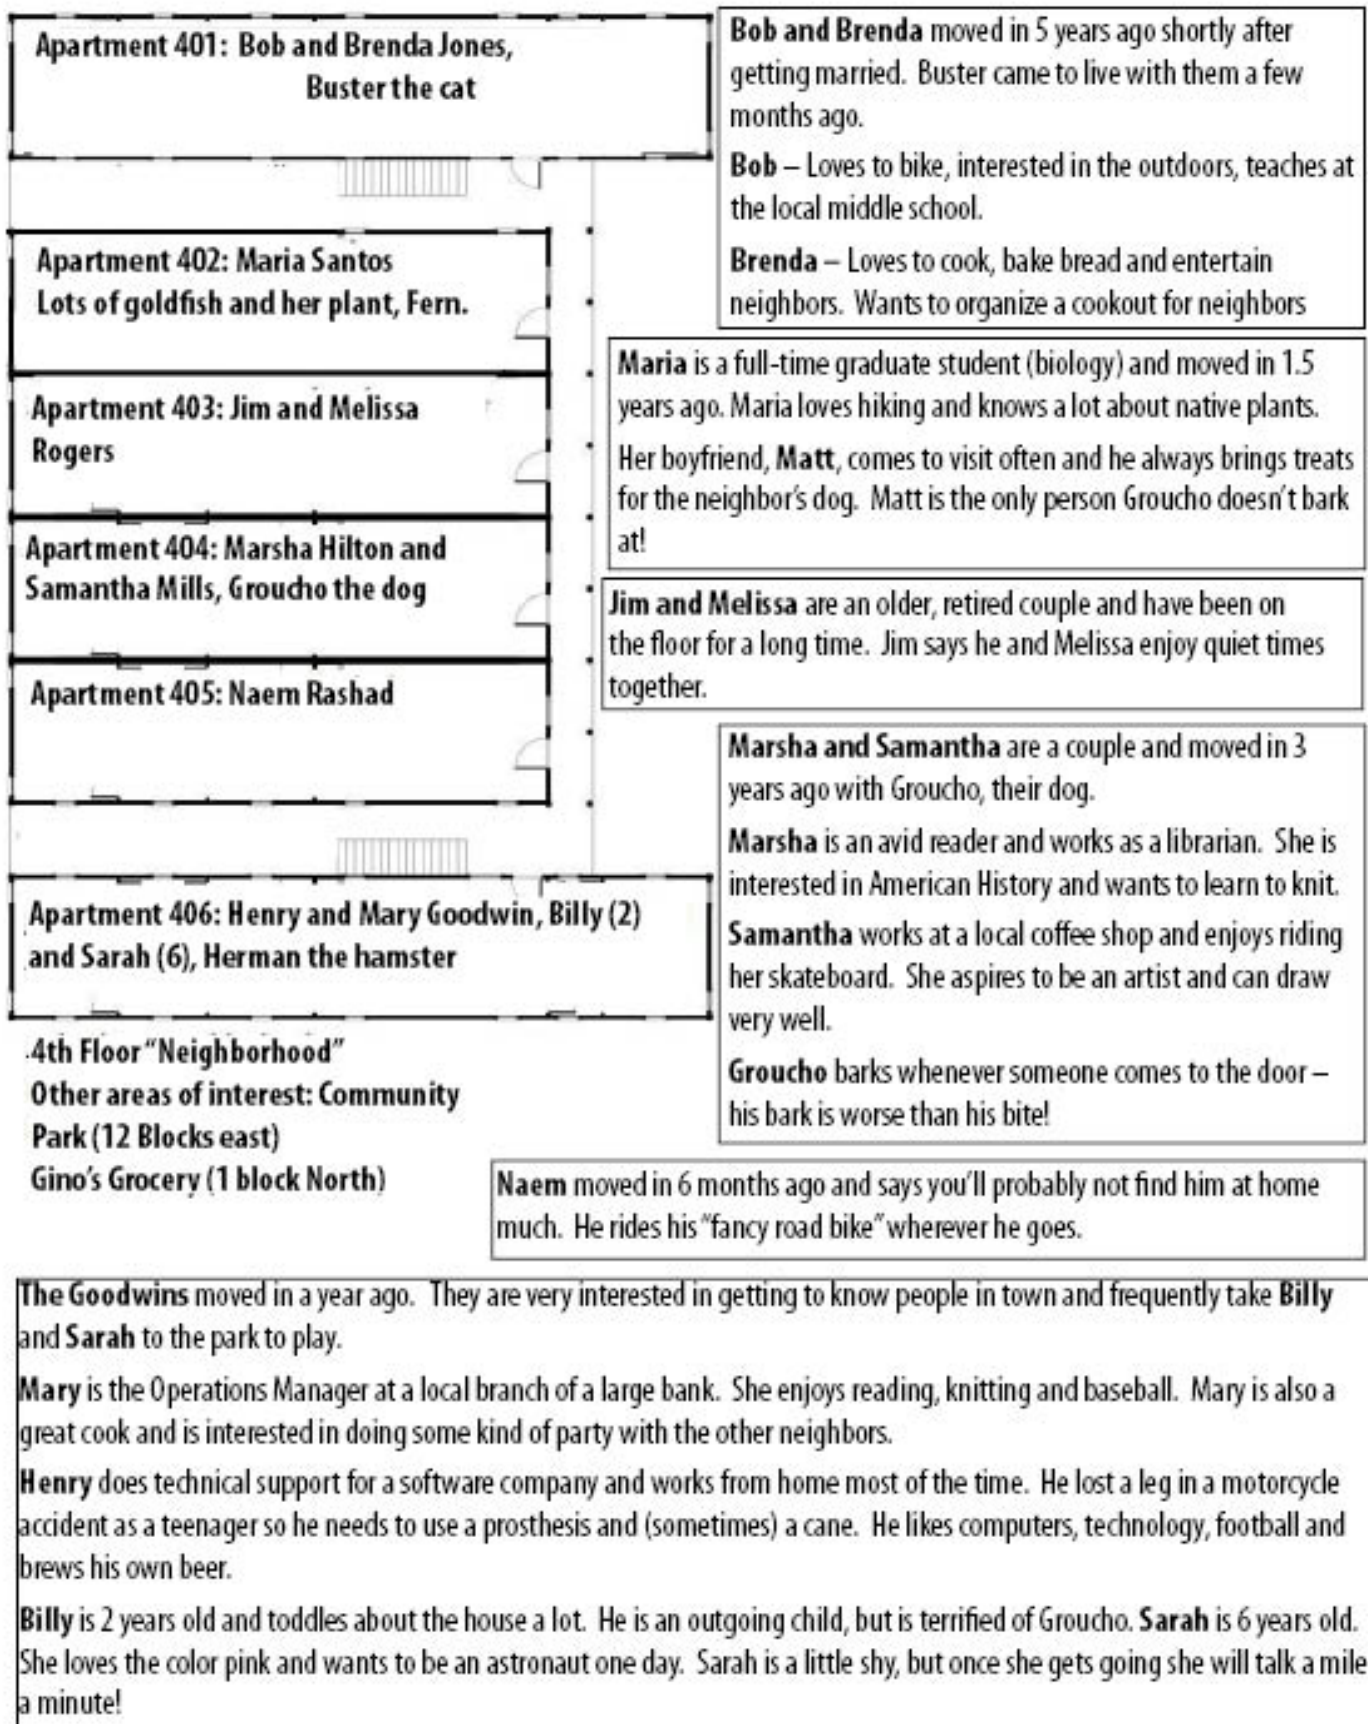 Apartment 401: Bob and Brenda Jones,
Buster the cat
Bob and Brenda moved in 5 years ago shortly after
getting married. Buster came to live with them a few
months ago.
Bob – Loves to bike, interested in the outdoors, teaches at
the local middle school.
Brenda – Loves to cook, bake bread and entertain
neighbors. Wants to organize a cookout for neighbors
Apartment 402: Maria Santos
Lots of goldfish and her plant, Fern.
Maria is a full-time graduate student (biology) and moved in 1.5
years ago. Maria loves hiking and knows a lot about native plants.
Her boyfriend, Matt, comes to visit often and he always brings treats
for the neighbor's dog. Matt is the only person Groucho doesn't bark
at!
Apartment 403: Jim and Melissa
Rogers
Jim and Melissa are an older, retired couple and have been on
the floor for a long time. Jim says he and Melissa enjoy quiet times
together.
Apartment 404: Marsha Hilton and
Samantha Mills, Groucho the dog
Marsha and Samantha are a couple and moved in 3
years ago with Groucho, their dog.
Marsha is an avid reader and works as a librarian. She is
interested in American History and wants to learn to knit.
Samantha works at a local coffee shop and enjoys riding
her skateboard. She aspires to be an artist and can draw
very well.
Groucho barks whenever someone comes to the door –
his bark is worse than his bite!
Apartment 405: Naem Rashad
Apartment 406: Henry and Mary Goodwin, Billy (2)
and Sarah (6), Herman the hamster
4th Floor "Neighborhood"
Other areas of interest: Community
Park (12 Blocks east)
Gino's Grocery (1 block North)
Naem moved in 6 months ago and says you'll probably not find him at home
much. He rides his "fancy road bike" wherever he goes.
The Goodwins moved in a year ago. They are very interested in getting to know people in town and frequently take Billy
and Sarah to the park to play.
Mary is the Operations Manager at a local branch of a large bank. She enjoys reading, knitting and baseball. Mary is also a
great cook and is interested in doing some kind of party with the other neighbors.
Henry does technical support for a software company and works from home most of the time. He lost a leg in a motorcycle
accident as a teenager so he needs to use a prosthesis and (sometimes) a cane. He likes computers, technology, football and
brews his own beer.
Billy is 2 years old and toddles about the house a lot. He is an outgoing child, but is terrified of Groucho. Sarah is 6 years old.
She loves the color pink and wants to be an astronaut one day. Sarah is a little shy, but once she gets going she will talk a mile
a minute!